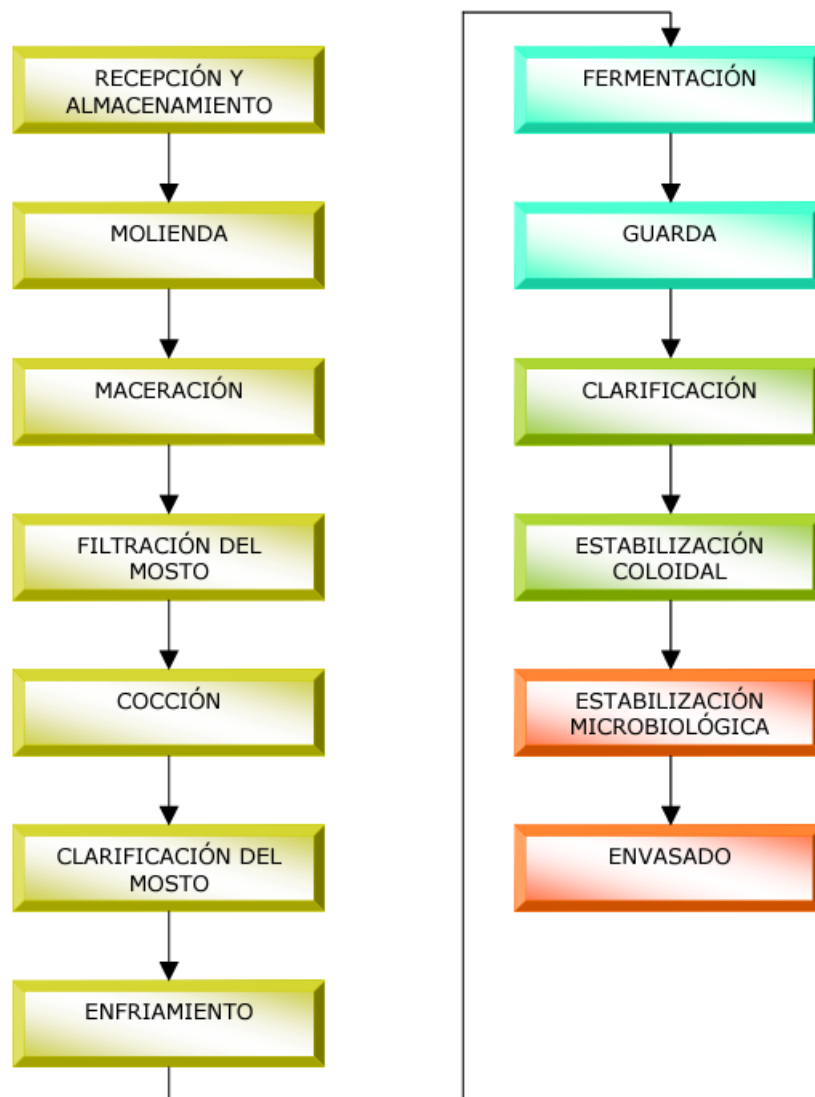 RECEPCIÓN Y
ALMACENAMIENTO
MOLIENDA
MACERACIÓN
FILTRACIÓN DEL
MOSTO
COCCIÓN
CLARIFICACIÓN DEL
MOSTO
ENFRIAMIENTO
FERMENTACIÓN
GUARDA
CLARIFICACIÓN
ESTABILIZACIÓN
COLOIDAL
ESTABILIZACIÓN
MICROBIOLÓGICA
ENVASADO